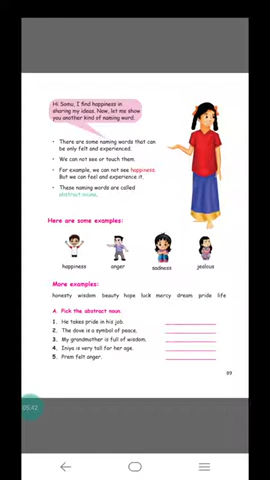 Hi Sonu, I find happiness in
sharing my ideas. Now, let me show
you another kind of naming word.
• There are some naming words that can
be only felt and experienced.
• We can not see or touch them.
• For example, we can not see happiness.
But we can feel and experience it.
• These naming words are called
abstract nouns.
Here are some examples:
happiness anger sadness jealous
More examples:
honesty wisdom beauty hope luck mercy dream pride life
A. Pick the abstract noun.
1. He takes pride in his job.
2. The dove is a symbol of peace.
3. My grandmother is full of wisdom.
4. Iniya is very tall for her age.
5. Prem felt anger.
99
05:42